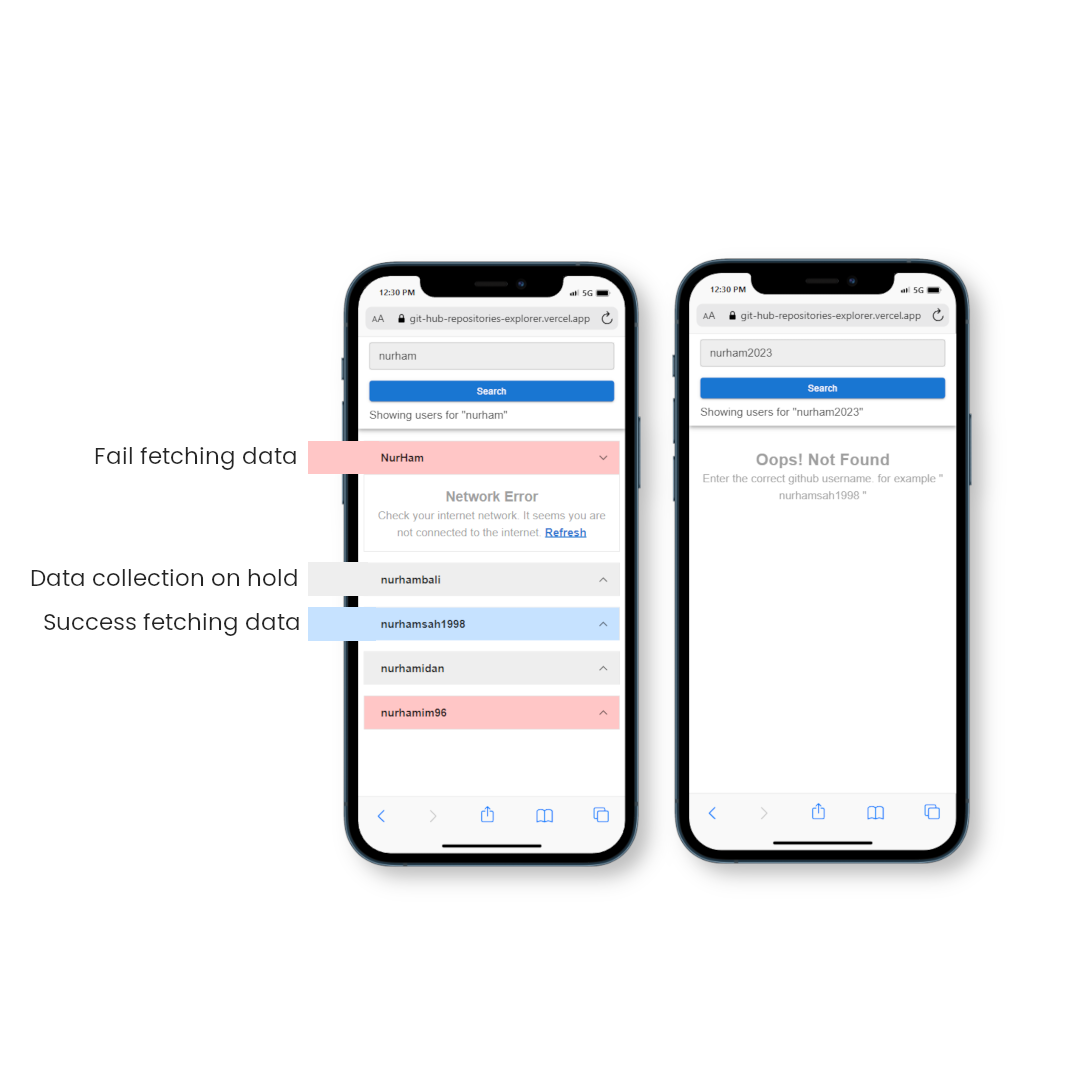 12:30 PM
5G
AA
git-hub-repositories-explorer.vercel.app
nurham
Search
Showing users for "nurham"
Fail fetching data
NurHam
Network Error
Check your internet network. It seems you are
not connected to the internet. Refresh
Data collection on hold
nurhambali
Success fetching data
nurhamsah1998
nurhamidan
nurhamim96
12:30 PM
5G
AA
git-hub-repositories-explorer.vercel.app
nurham2023
Search
Showing users for "nurham2023"
Oops! Not Found
Enter the correct github username. for example "
nurhamsah1998 "